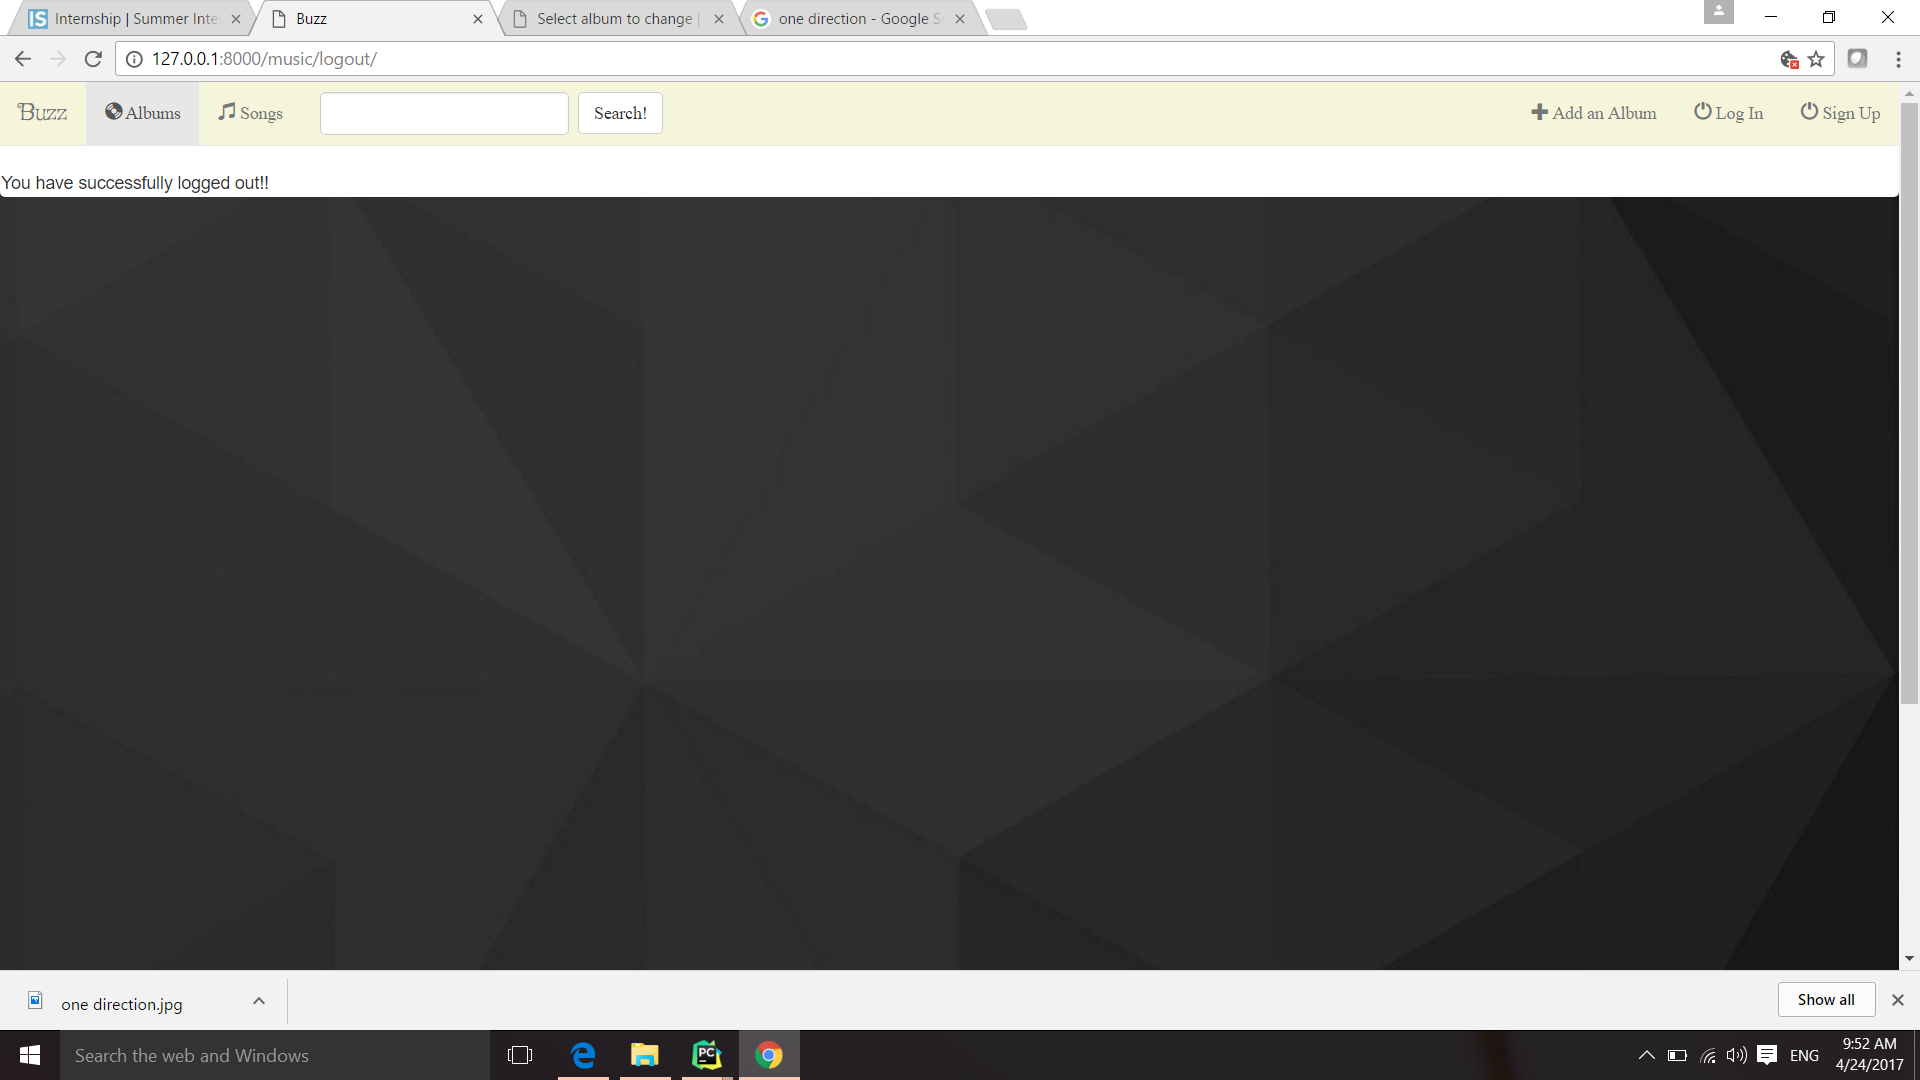 Internship | Summer Inte
Buzz
Select album to change |
one direction - Google S
127.0.0.1:8000/music/logout/
Buzz
Albums
Songs
Search!
Add an Album
Log In
Sign Up
You have successfully logged out!!
one direction.jpg
Show all
Search the web and Windows
ENG
9:52 AM
4/24/2017